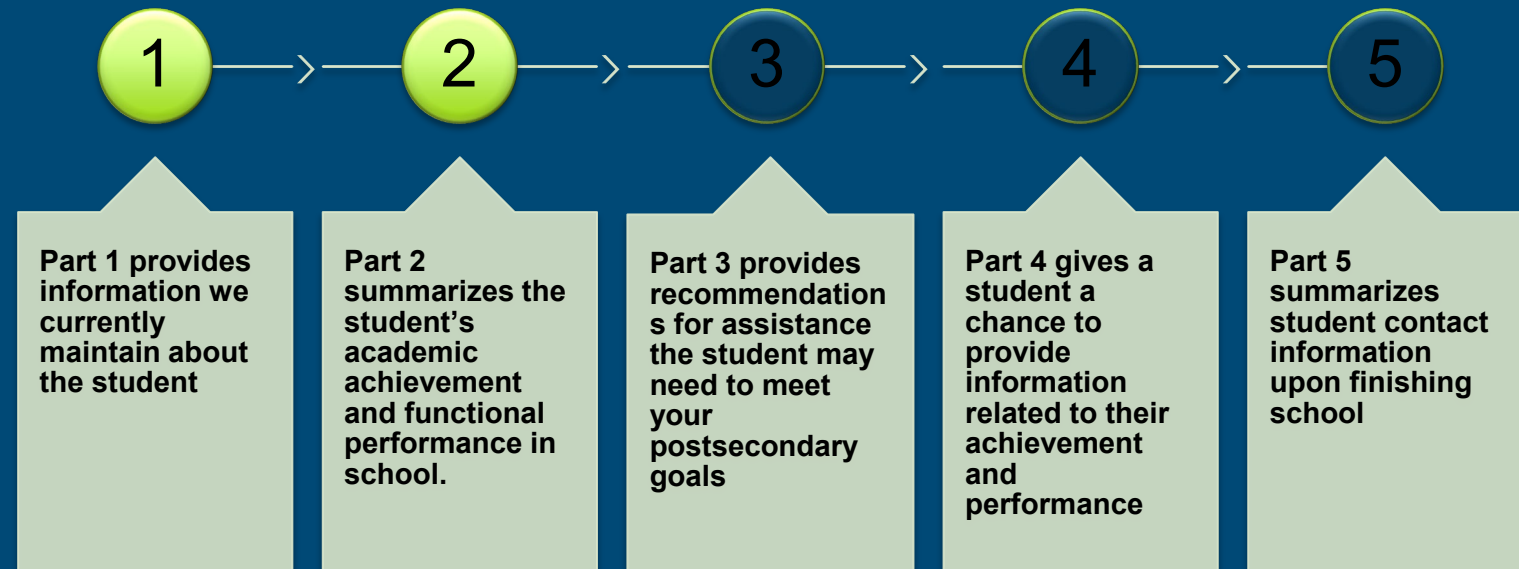 1
2
3
4
5
Part 1 provides
information we
currently
maintain about
the student
Part 2
summarizes the
student’s
academic
achievement
and functional
performance in
school.
Part 3 provides
recommendation
s for assistance
the student may
need to meet
your
postsecondary
goals
Part 4 gives a
student a
chance to
provide
information
related to their
achievement
and
performance
Part 5
summarizes
student contact
information
upon finishing
school